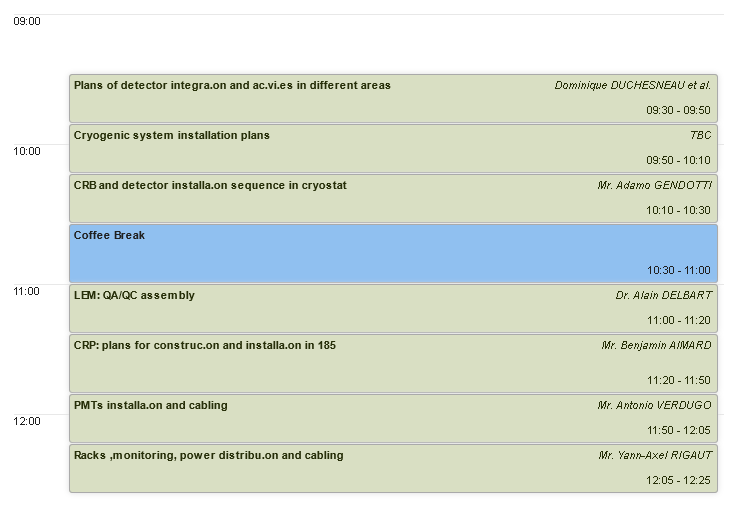 09:00
Plans of detector integra.on and ac.vi.es in different areas Dominique DUCHESNEAU et al.
09:30 - 09:50
Cryogenic system installation plans TBC
10:00
09:50 - 10:10
CRB and detector installa.on sequence in cryostat Mr. Adamo GENDOTTI
10:10 - 10:30
Coffee Break
10:30 - 11:00
11:00
LEM: QA/QC assembly Dr. Alain DELBART
11:00 - 11:20
CRP: plans for construc.on and installa.on in 185 Mr. Benjamin AIMARD
11:20 - 11:50
PMTs installa.on and cabling Mr. Antonio VERDUGO
12:00
11:50 - 12:05
Racks ,monitoring, power distribu.on and cabling Mr. Yann-Axel RIGAUT
12:05 - 12:25